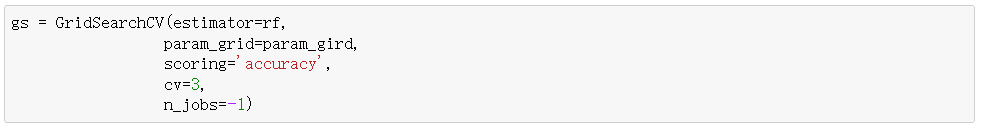 gs = GridSearchCV(estimator=rf,
param_grid=param_gird,
scoring='accuracy',
cv=3,
n_jobs=-1)